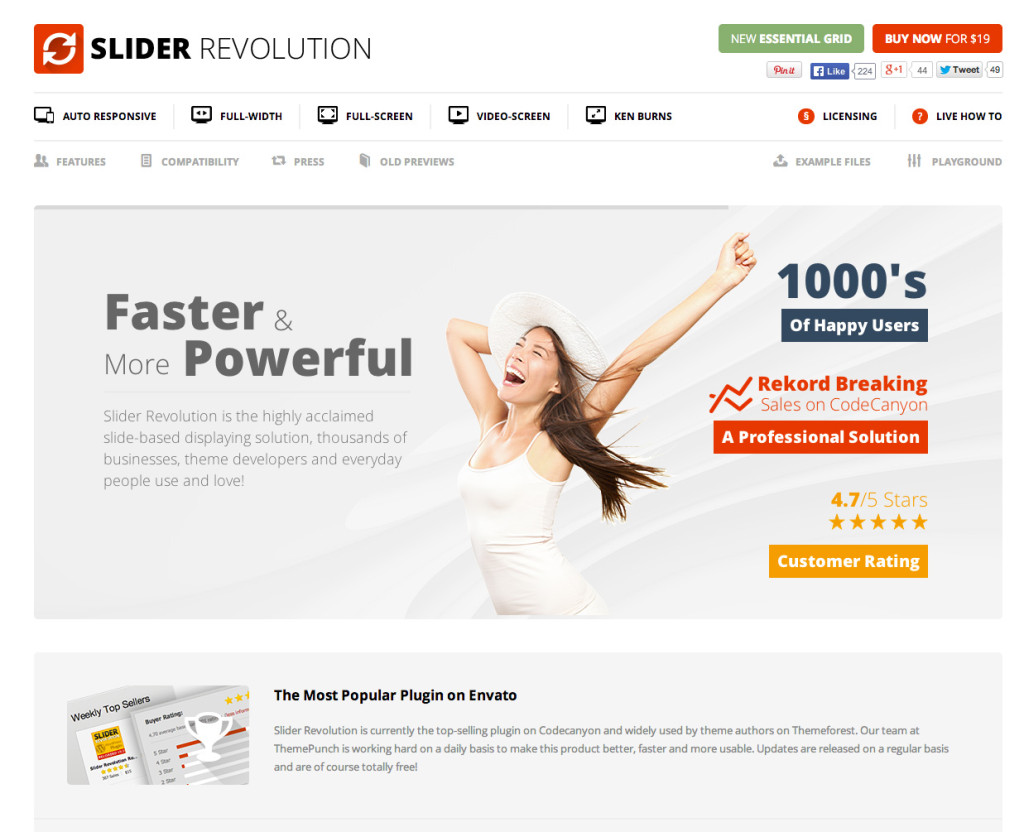 SLIDER REVOLUTION
NEW ESSENTIAL GRID
BUY NOW FOR $19
Pin it
Like 224
g+1 44
Tweet 49
AUTO RESPONSIVE
FULL-WIDTH
FULL-SCREEN
VIDEO-SCREEN
KEN BURNS
§ LICENSING
? LIVE HOW TO
FEATURES
COMPATIBILITY
PRESS
OLD PREVIEWS
EXAMPLE FILES
PLAYGROUND
Faster &
More Powerful
Slider Revolution is the highly acclaimed
slide-based displaying solution, thousands of
businesses, theme developers and everyday
people use and love!
1000's
Of Happy Users
Rekord Breaking
Sales on CodeCanyon
A Professional Solution
4.7/5 Stars
Customer Rating
Weekly Top Sellers
SLIDER
Slider Revolution Re...
Buyer Rating:
5 Star
4 Star
3 Star
2 Star
The Most Popular Plugin on Envato
Slider Revolution is currently the top-selling plugin on Codecanyon and widely used by theme authors on Themeforest. Our team at
ThemePunch is working hard on a daily basis to make this product better, faster and more usable. Updates are released on a regular basis
and are of course totally free!